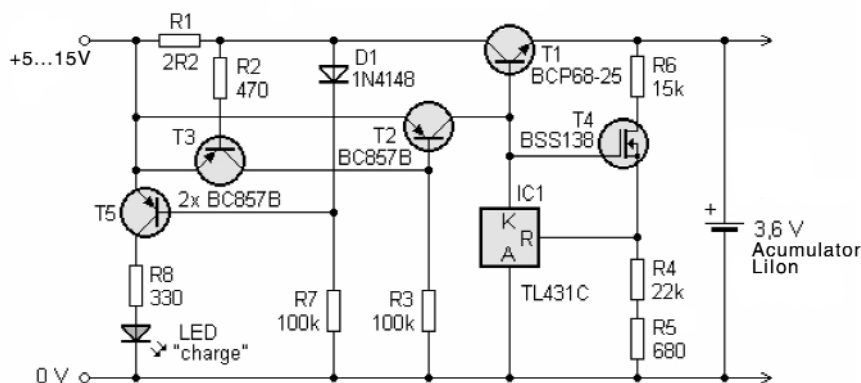 R1
2R2
+5...15V
R2
470
D1
1N4148
T1
BCP68-25
R6
15k
T3
T2
BC857B
T4
BSS138
T5
2x BC857B
IC1
K
R
A
TL431C
+
3,6 V
Acumulator
LiIon
R8
330
R7
100k
R3
100k
R4
22k
R5
680
LED
"charge"
0 V